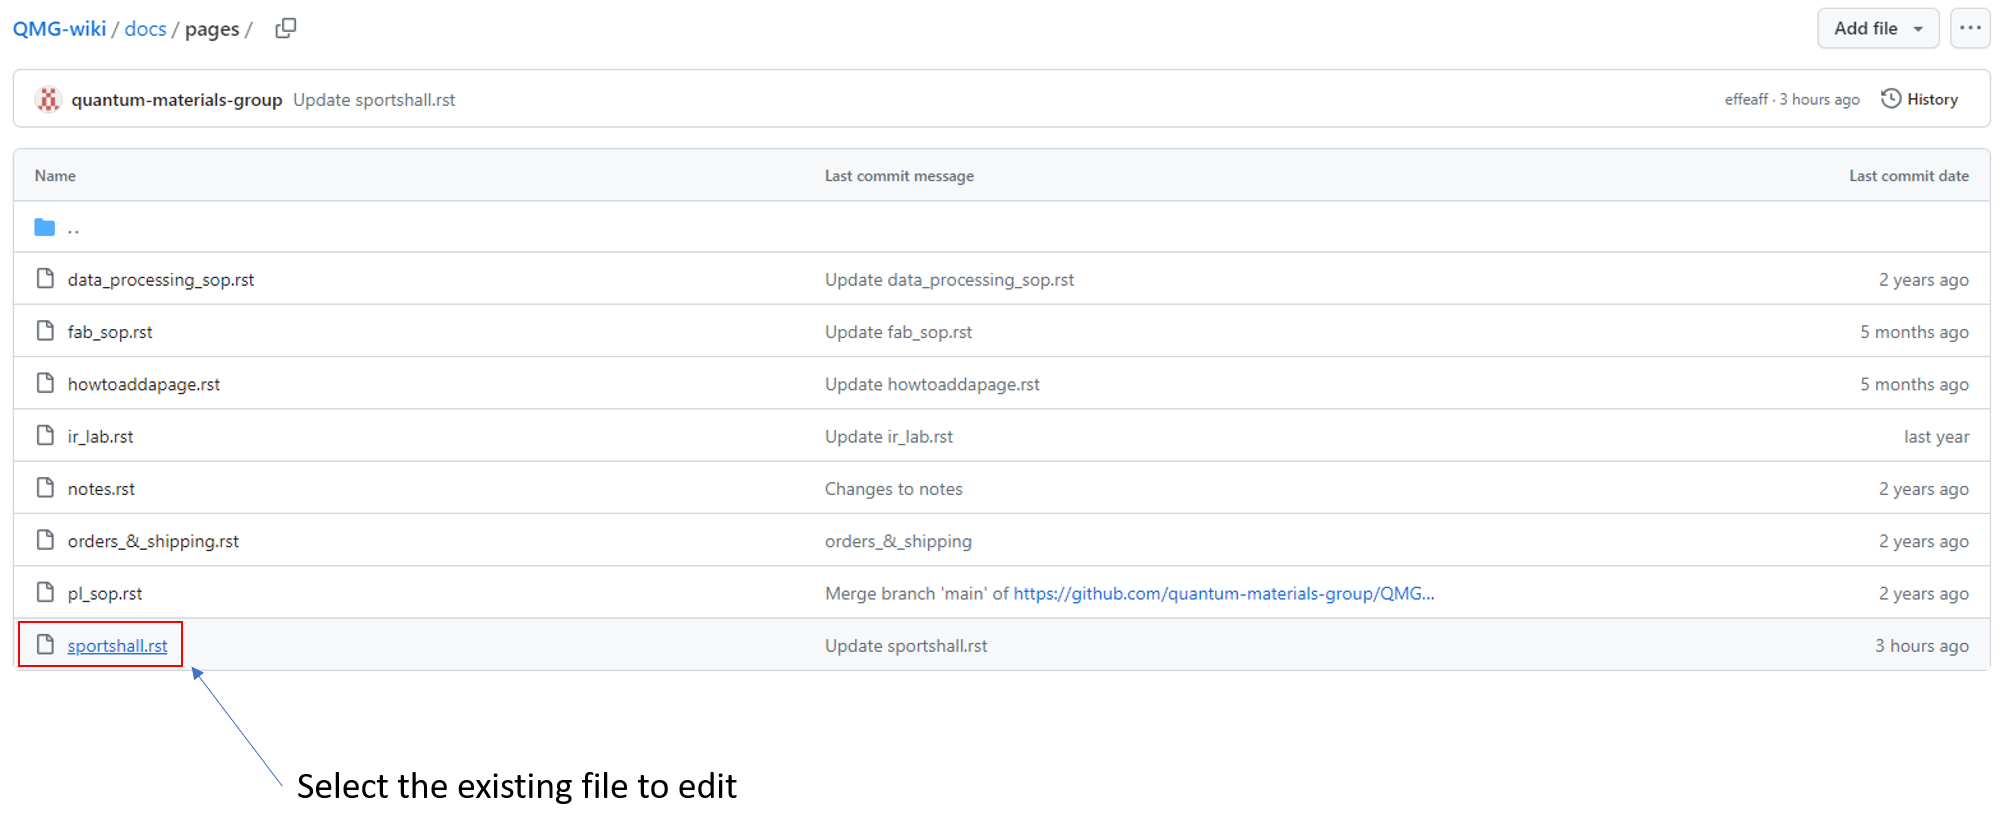 QMG-wiki / docs / pages /
Add file
quantum-materials-group Update sportshall.rst
effeaff · 3 hours ago History
Name Last commit message Last commit date
..
data_processing_sop.rst Update data_processing_sop.rst 2 years ago
fab_sop.rst Update fab_sop.rst 5 months ago
howtoaddapage.rst Update howtoaddapage.rst 5 months ago
ir_lab.rst Update ir_lab.rst last year
notes.rst Changes to notes 2 years ago
orders_&_shipping.rst orders_&_shipping 2 years ago
pl_sop.rst Merge branch 'main' of https://github.com/quantum-materials-group/QMG... 2 years ago
sportshall.rst Update sportshall.rst 3 hours ago
Select the existing file to edit